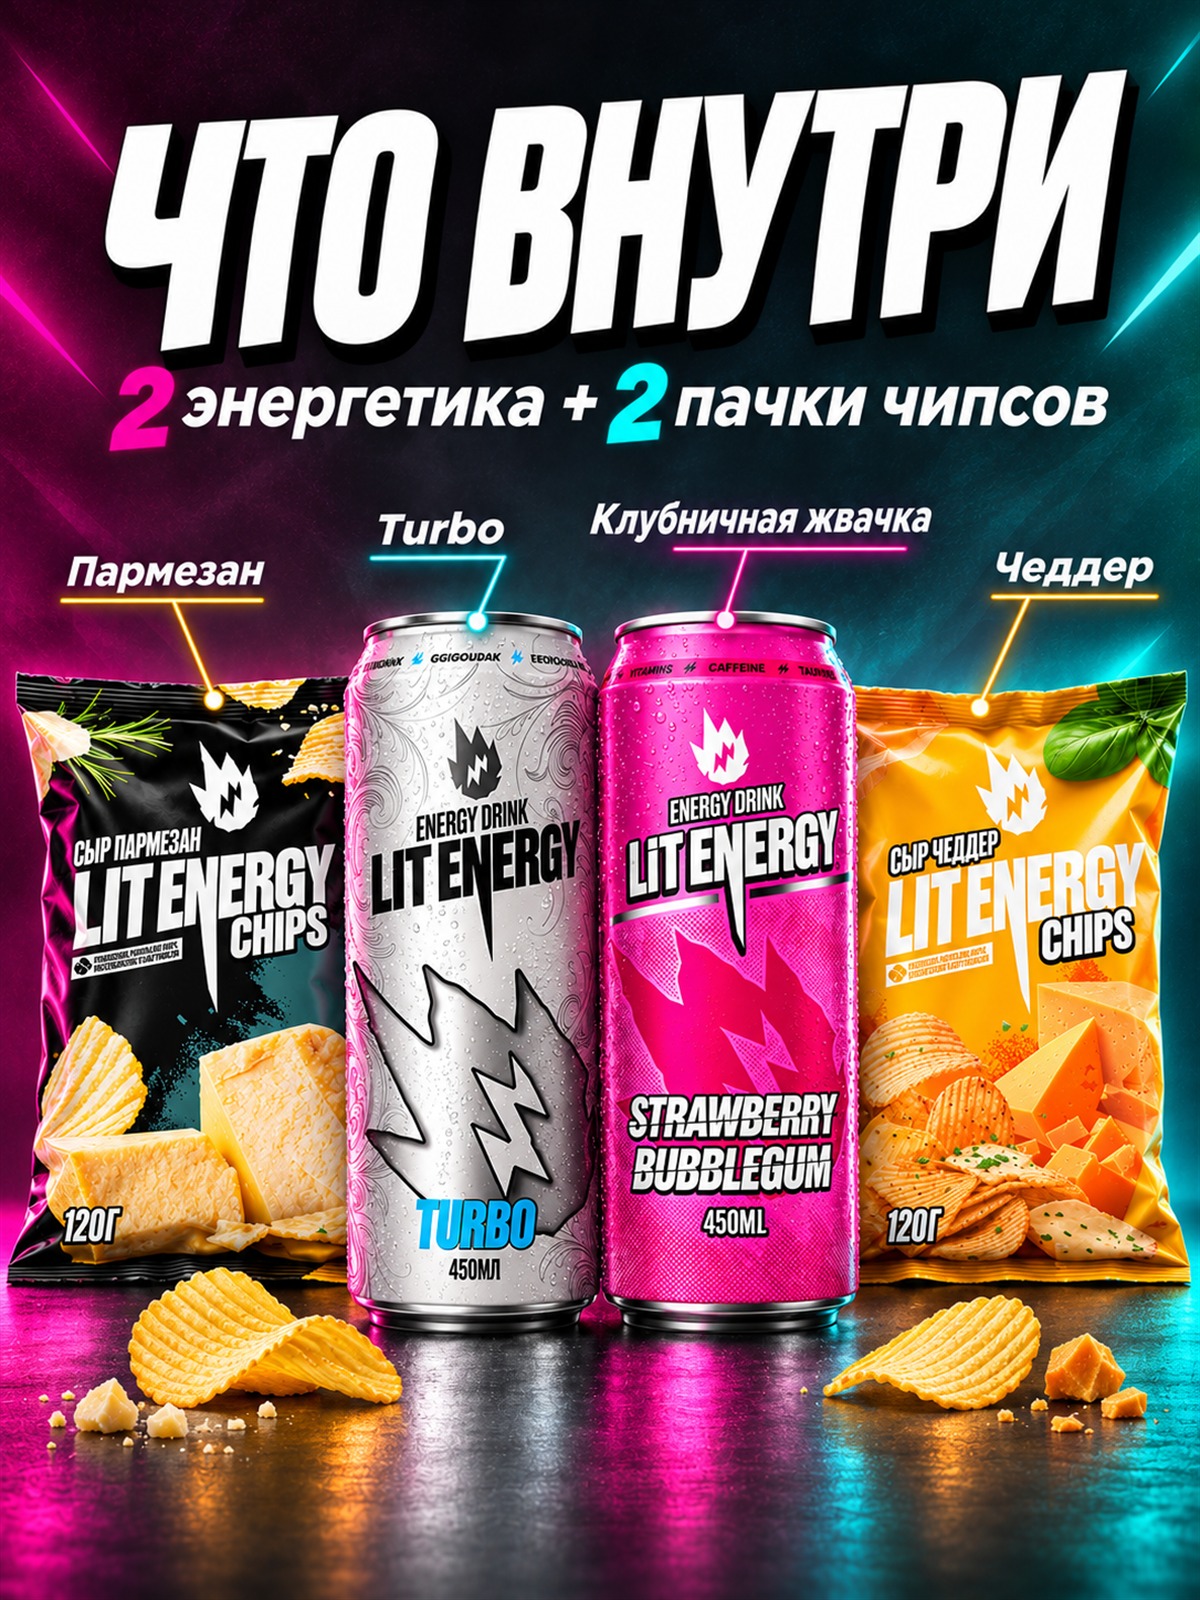 ЧТО ВНУТРИ
2 энергетика + 2 пачки чипсов
Пармезан
Turbo
Клубничная жвачка
Чеддер
СЫР ПАРМЕЗАН
LIT ENERGY
CHIPS
120Г
GGIGOUDAK
ENERGY DRINK
LIT ENERGY
TURBO
450МЛ
VITAMINS CAFFEINE
ENERGY DRINK
LIT ENERGY
STRAWBERRY
BUBBLEGUM
450ML
СЫР ЧЕДДЕР
LIT ENERGY
CHIPS
120Г